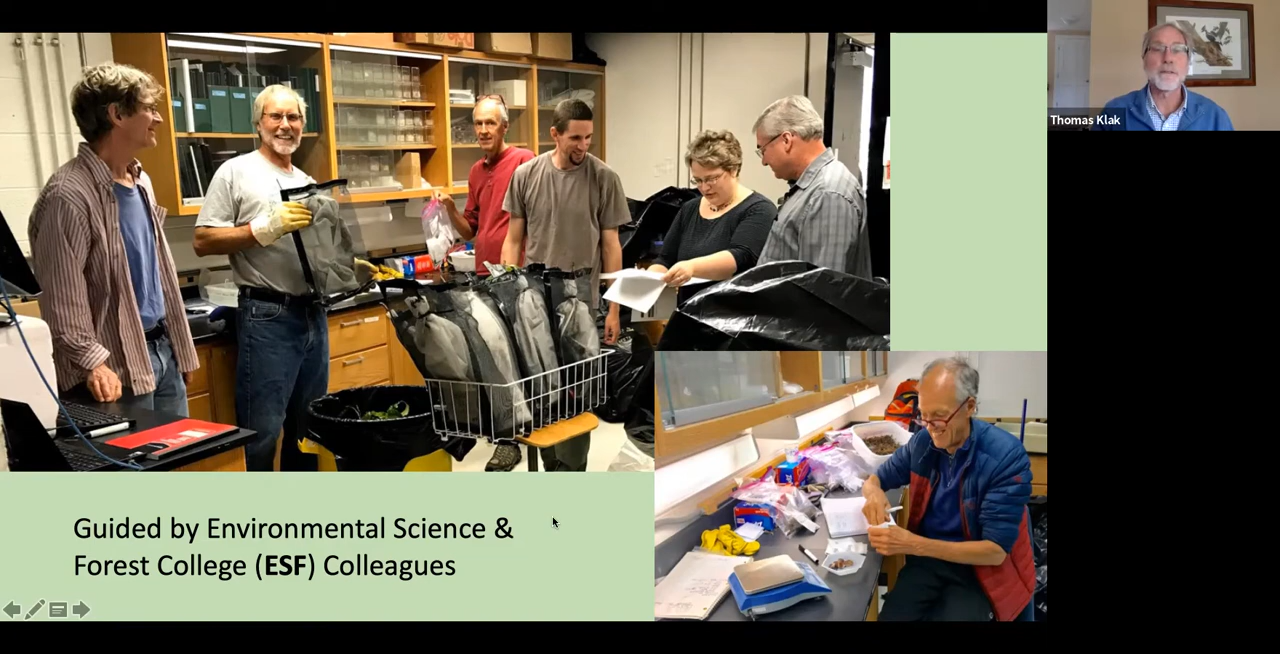 Thomas Klak
Guided by Environmental Science &
Forest College (ESF) Colleagues